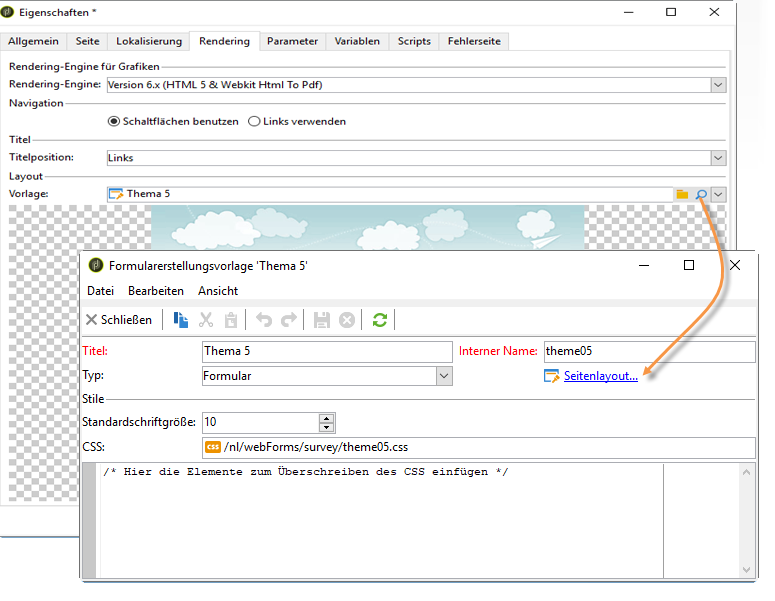 Eigenschaften *
Allgemein Seite Lokalisierung Rendering Parameter Variablen Scripts Fehlerseite
Rendering-Engine für Grafiken
Rendering-Engine: Version 6.x (HTML 5 & Webkit Html To Pdf)
Navigation
Schaltflächen benutzen Links verwenden
Titel
Titelposition: Links
Layout
Vorlage: Thema 5
Formularerstellungsvorlage 'Thema 5'
Datei Bearbeiten Ansicht
Schließen
Titel: Thema 5 Interner Name: theme05
Typ: Formular Seitenlayout...
Stile
Standardschriftgröße: 10
CSS: css /nl/webForms/survey/theme05.css
/* Hier die Elemente zum Überschreiben des CSS einfügen */